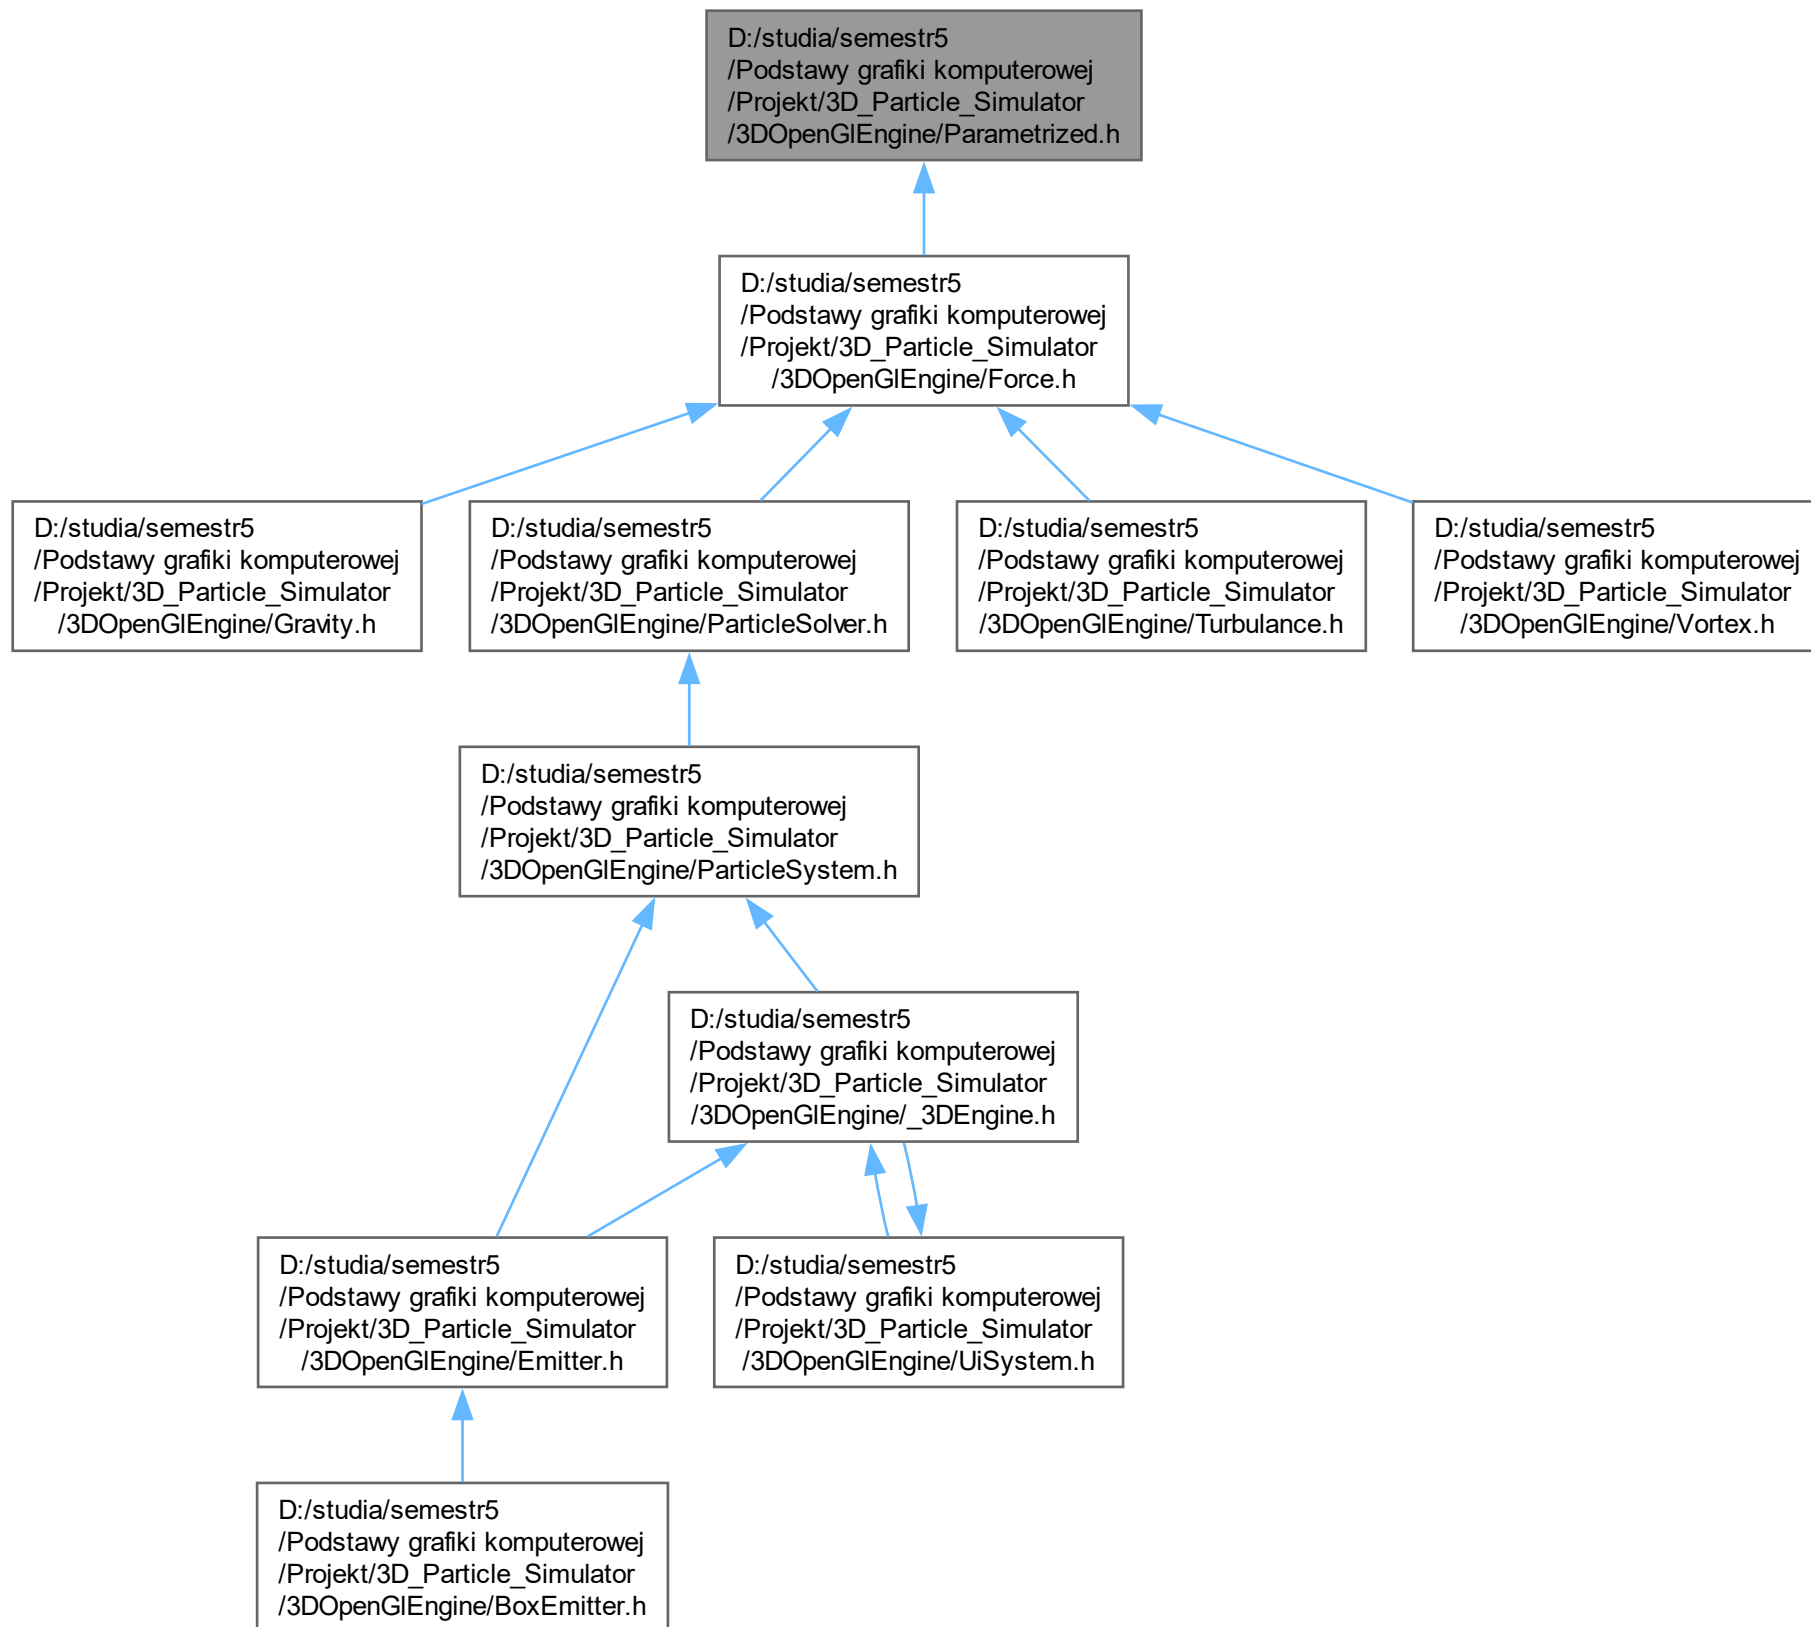 D:/studia/semestr5
/Podstawy grafiki komputerowej
/Projekt/3D_Particle_Simulator
/3DOpenGlEngine/Parametrized.h
D:/studia/semestr5
/Podstawy grafiki komputerowej
/Projekt/3D_Particle_Simulator
/3DOpenGlEngine/Force.h
D:/studia/semestr5
/Podstawy grafiki komputerowej
/Projekt/3D_Particle_Simulator
/3DOpenGlEngine/Gravity.h
D:/studia/semestr5
/Podstawy grafiki komputerowej
/Projekt/3D_Particle_Simulator
/3DOpenGlEngine/ParticleSolver.h
D:/studia/semestr5
/Podstawy grafiki komputerowej
/Projekt/3D_Particle_Simulator
/3DOpenGlEngine/Turbulance.h
D:/studia/semestr5
/Podstawy grafiki komputerowej
/Projekt/3D_Particle_Simulator
/3DOpenGlEngine/Vortex.h
D:/studia/semestr5
/Podstawy grafiki komputerowej
/Projekt/3D_Particle_Simulator
/3DOpenGlEngine/ParticleSystem.h
D:/studia/semestr5
/Podstawy grafiki komputerowej
/Projekt/3D_Particle_Simulator
/3DOpenGlEngine/_3DEngine.h
D:/studia/semestr5
/Podstawy grafiki komputerowej
/Projekt/3D_Particle_Simulator
/3DOpenGlEngine/Emitter.h
D:/studia/semestr5
/Podstawy grafiki komputerowej
/Projekt/3D_Particle_Simulator
/3DOpenGlEngine/UiSystem.h
D:/studia/semestr5
/Podstawy grafiki komputerowej
/Projekt/3D_Particle_Simulator
/3DOpenGlEngine/BoxEmitter.h